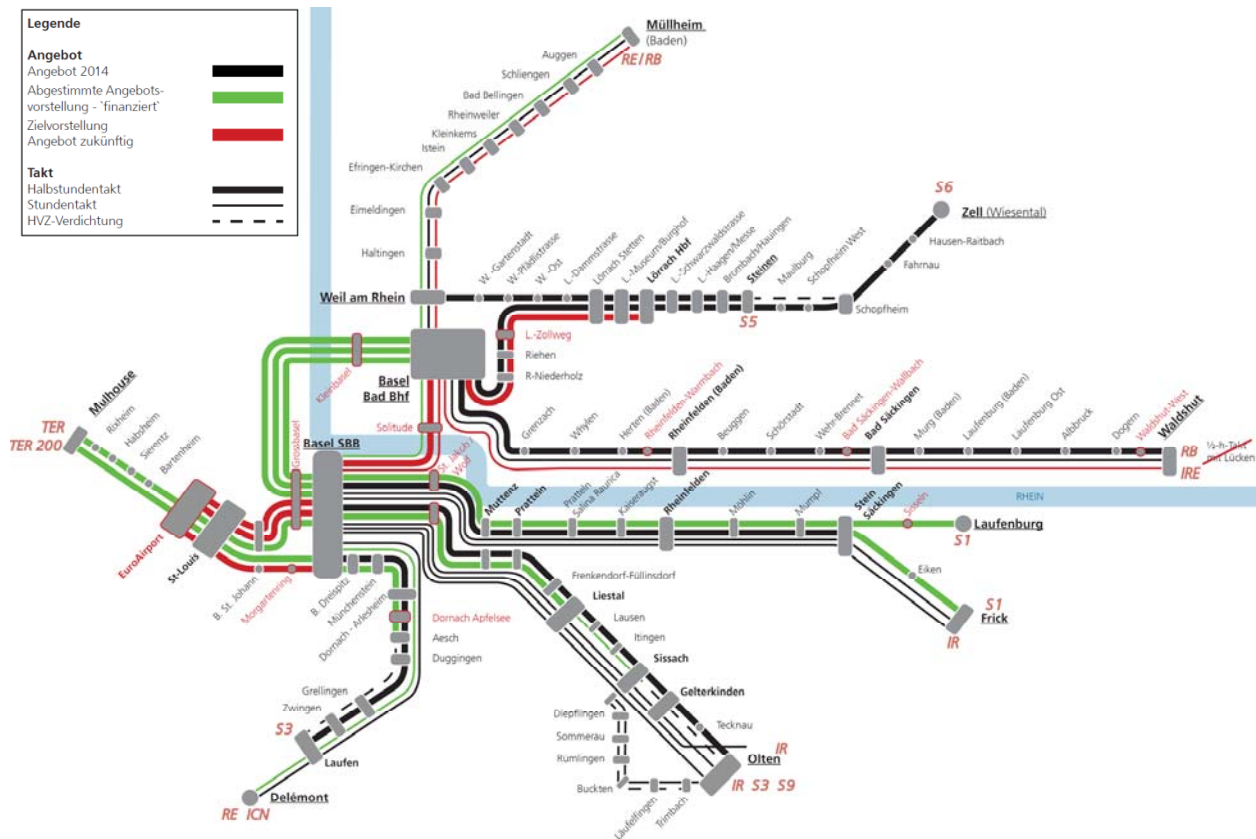 Legende
Angebot
Angebot 2014
Abgestimmte Angebots-
vorstellung - `finanziert`
Zielvorstellung
Angebot zukünftig
Takt
Halbstundentakt
Stundentakt
HVZ-Verdichtung
Müllheim
(Baden)
RE/RB
Auggen
Schliengen
Bad Bellingen
Rheinweiler
Kleinkems
Istein
Efringen-Kirchen
Eimeldingen
Haltingen
Weil am Rhein
W.-Gartenstadt
W.-Pfädlistrasse
W.-Ost
L.-Dammstrasse
Lörrach Stetten
L.-Museum/Burghof
Lörrach Hbf
L.-Schwarzwaldstrasse
L.-Haagen/Messe
Brombach/Hauingen
Steinen
Maulburg
Schopfheim West
S5
Schopfheim
Fahrnau
Hausen-Raitbach
S6
Zell (Wiesental)
L.-Zollweg
Riehen
R-Niederholz
Basel
Bad Bhf
Kleinbasel
Solitude
Basel SBB
Grossbasel
St. Jakob /
Wolf
Mulhouse
TER
TER 200
Rixheim
Habsheim
Sierentz
Bartenheim
EuroAirport
St-Louis
B. St. Johann
Morgartenring
Grenzach
Whylen
Herten (Baden)
Rheinfelden-Warmbach
Rheinfelden (Baden)
Beuggen
Schörstadt
Wehr-Brennet
Bad Säckingen-Wallbach
Bad Säckingen
Murg (Baden)
Laufenburg (Baden)
Laufenburg Ost
Albbruck
Dogern
Waldshut-West
Waldshut
RB
IRE
½-h-Takt
mit Lücken
RHEIN
Muttenz
Pratteln
Pratteln
Salina Raurica
Kaiseraugst
Rheinfelden
Möhlin
Mumpf
Stein
Säckingen
Sisseln
Laufenburg
S1
Eiken
S1
Frick
IR
B. Dreispitz
Münchenstein
Dornach - Arlesheim
Dornach Apfelsee
Aesch
Duggingen
Grellingen
Zwingen
S3
Laufen
Delémont
RE ICN
Frenkendorf-Füllinsdorf
Liestal
Lausen
Itingen
Sissach
Gelterkinden
Tecknau
IR
Olten
IR S3 S9
Diepflingen
Sommerau
Rümlingen
Buckten
Läufelfingen
Trimbach